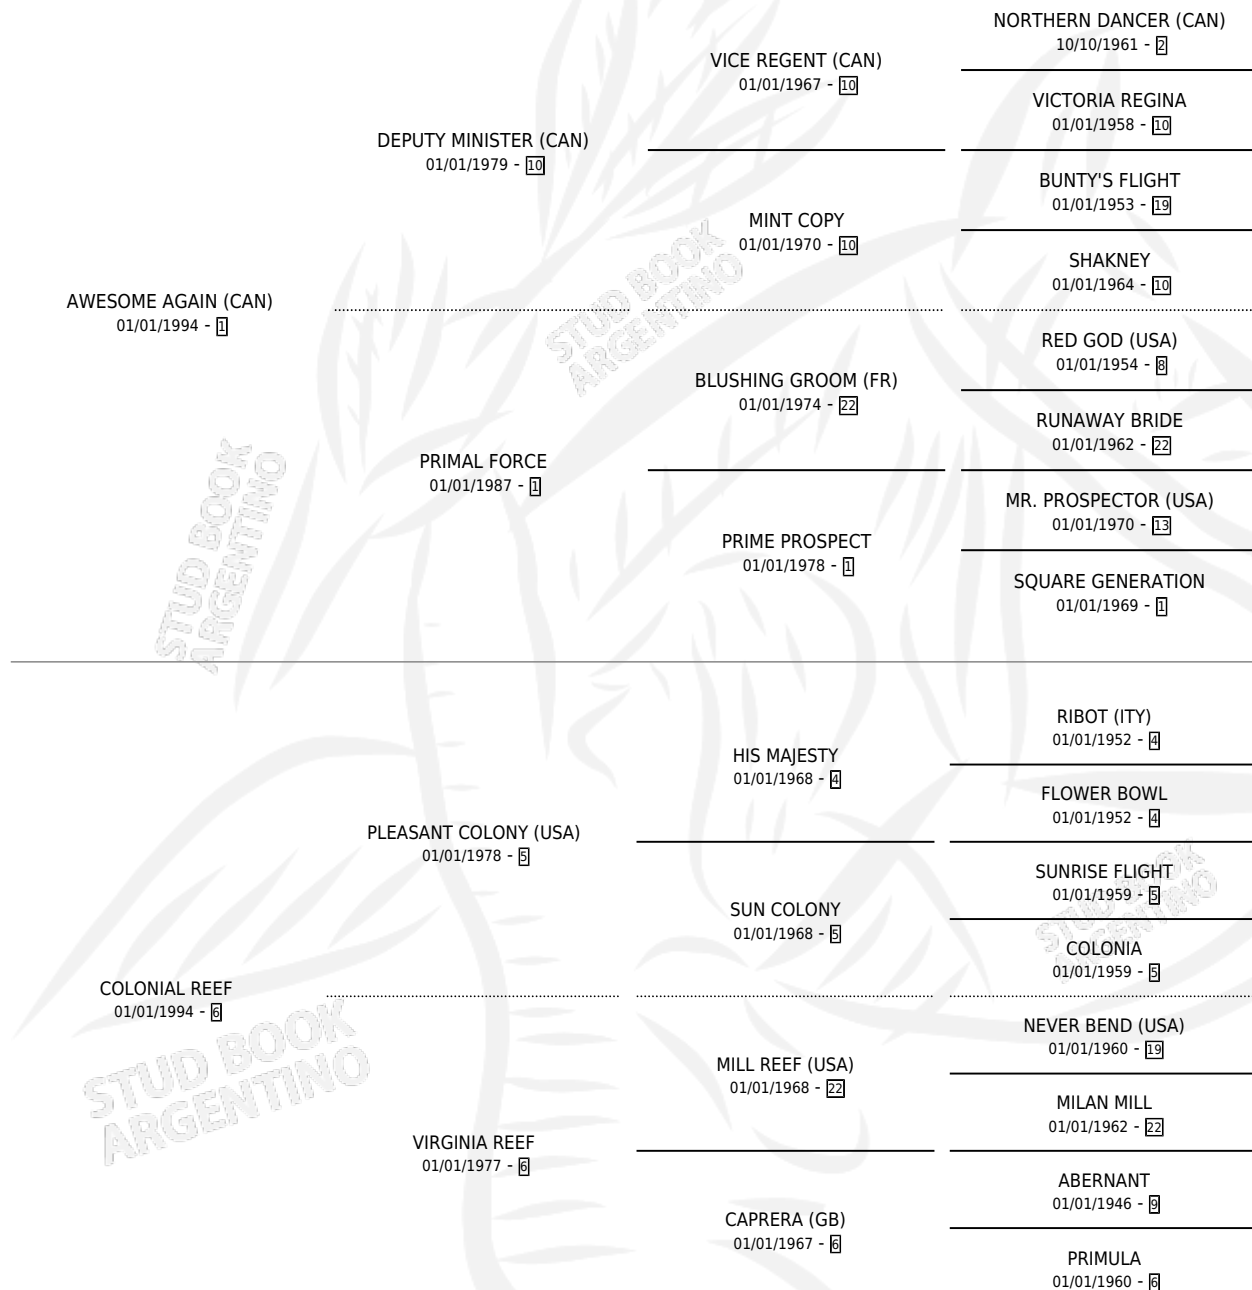 NORTHERN DANCER (CAN)
10/10/1961 - 2
VICE REGENT (CAN)
01/01/1967 - 10
VICTORIA REGINA
01/01/1958 - 10
DEPUTY MINISTER (CAN)
01/01/1979 - 10
BUNTY'S FLIGHT
01/01/1953 - 19
MINT COPY
01/01/1970 - 10
SHAKNEY
01/01/1964 - 10
AWESOME AGAIN (CAN)
01/01/1994 - 1
STUD BOOK
ARGENTINO
RED GOD (USA)
01/01/1954 - 8
BLUSHING GROOM (FR)
01/01/1974 - 22
RUNAWAY BRIDE
01/01/1962 - 22
PRIMAL FORCE
01/01/1987 - 1
MR. PROSPECTOR (USA)
01/01/1970 - 13
PRIME PROSPECT
01/01/1978 - 1
SQUARE GENERATION
01/01/1969 - 1
STUD BOOK
ARGENTINO
RIBOT (ITY)
01/01/1952 - 4
HIS MAJESTY
01/01/1968 - 4
FLOWER BOWL
01/01/1952 - 4
PLEASANT COLONY (USA)
01/01/1978 - 5
SUNRISE FLIGHT
01/01/1959 - 5
STUD BOOK
ARGENTINO
SUN COLONY
01/01/1968 - 5
COLONIA
01/01/1959 - 5
COLONIAL REEF
01/01/1994 - 6
STUD BOOK
ARGENTINO
NEVER BEND (USA)
01/01/1960 - 19
MILL REEF (USA)
01/01/1968 - 22
MILAN MILL
01/01/1962 - 22
VIRGINIA REEF
01/01/1977 - 6
ABERNANT
01/01/1946 - 9
CAPRERA (GB)
01/01/1967 - 6
PRIMULA
01/01/1960 - 6